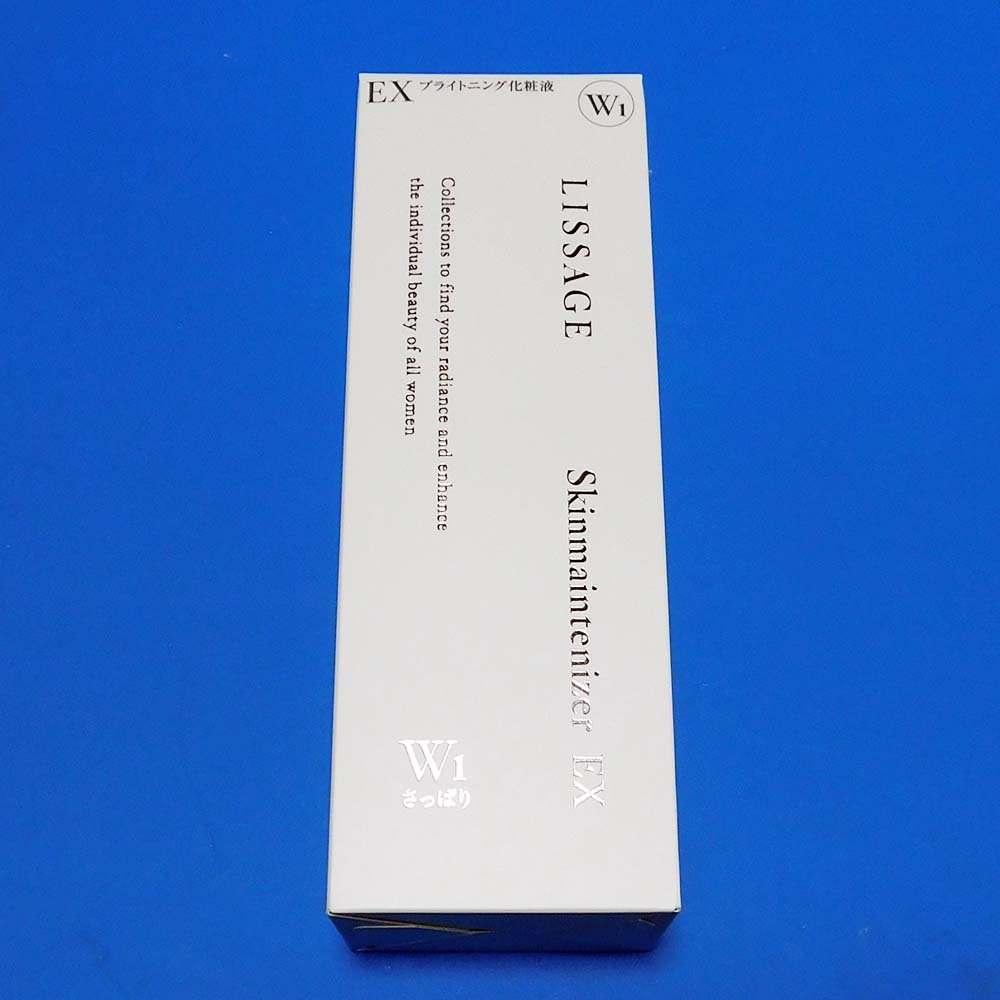 EX ブライトニング化粧液
W1
LISSAGE
Skinmaintenizer EX
Collections to find your radiance and enhance
the individual beauty of all women
W1
さっぱり